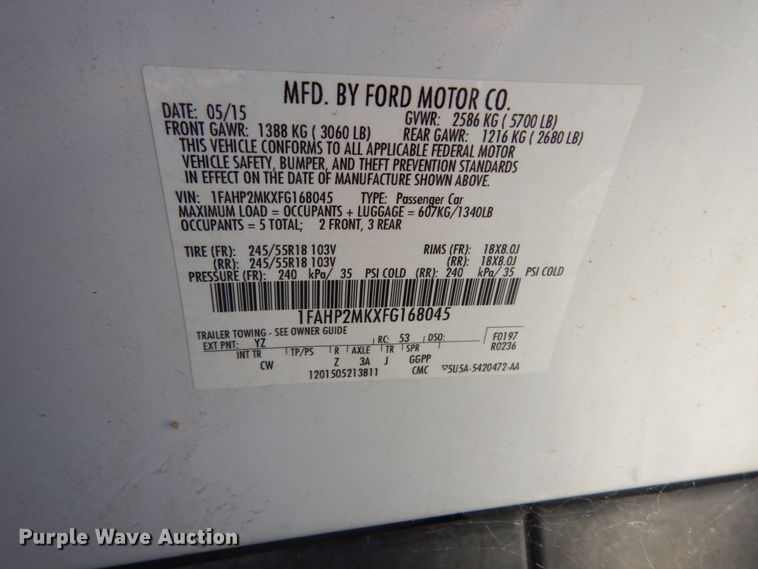 MFD. BY FORD MOTOR CO.
DATE: 05/15 GVWR: 2586 KG ( 5700 LB)
FRONT GAWR: 1388 KG ( 3060 LB) REAR GAWR: 1216 KG ( 2680 LB)
THIS VEHICLE CONFORMS TO ALL APPLICABLE FEDERAL MOTOR
VEHICLE SAFETY, BUMPER, AND THEFT PREVENTION STANDARDS
IN EFFECT ON THE DATE OF MANUFACTURE SHOWN ABOVE.
VIN: 1FAHP2MKXFG168045 TYPE: Passenger Car
MAXIMUM LOAD = OCCUPANTS + LUGGAGE = 607KG/1340LB
OCCUPANTS = 5 TOTAL; 2 FRONT, 3 REAR
TIRE (FR): 245/55R18 103V RIMS (FR): 18X8.0J
(RR): 245/55R18 103V (RR): 18X8.0J
PRESSURE (FR): 240 kPa/ 35 PSI COLD (RR): 240 kPa/ 35 PSI COLD
1FAHP2MKXFG168045
TRAILER TOWING - SEE OWNER GUIDE
EXT PNT: YZ RC: 53 DSO: F0197
INT TR TP/PS R AXLE TR SPR R0236
CW Z 3A J GGPP
1201505213811 CMC ▽5U5A-5420472-AA
Purple Wave Auction